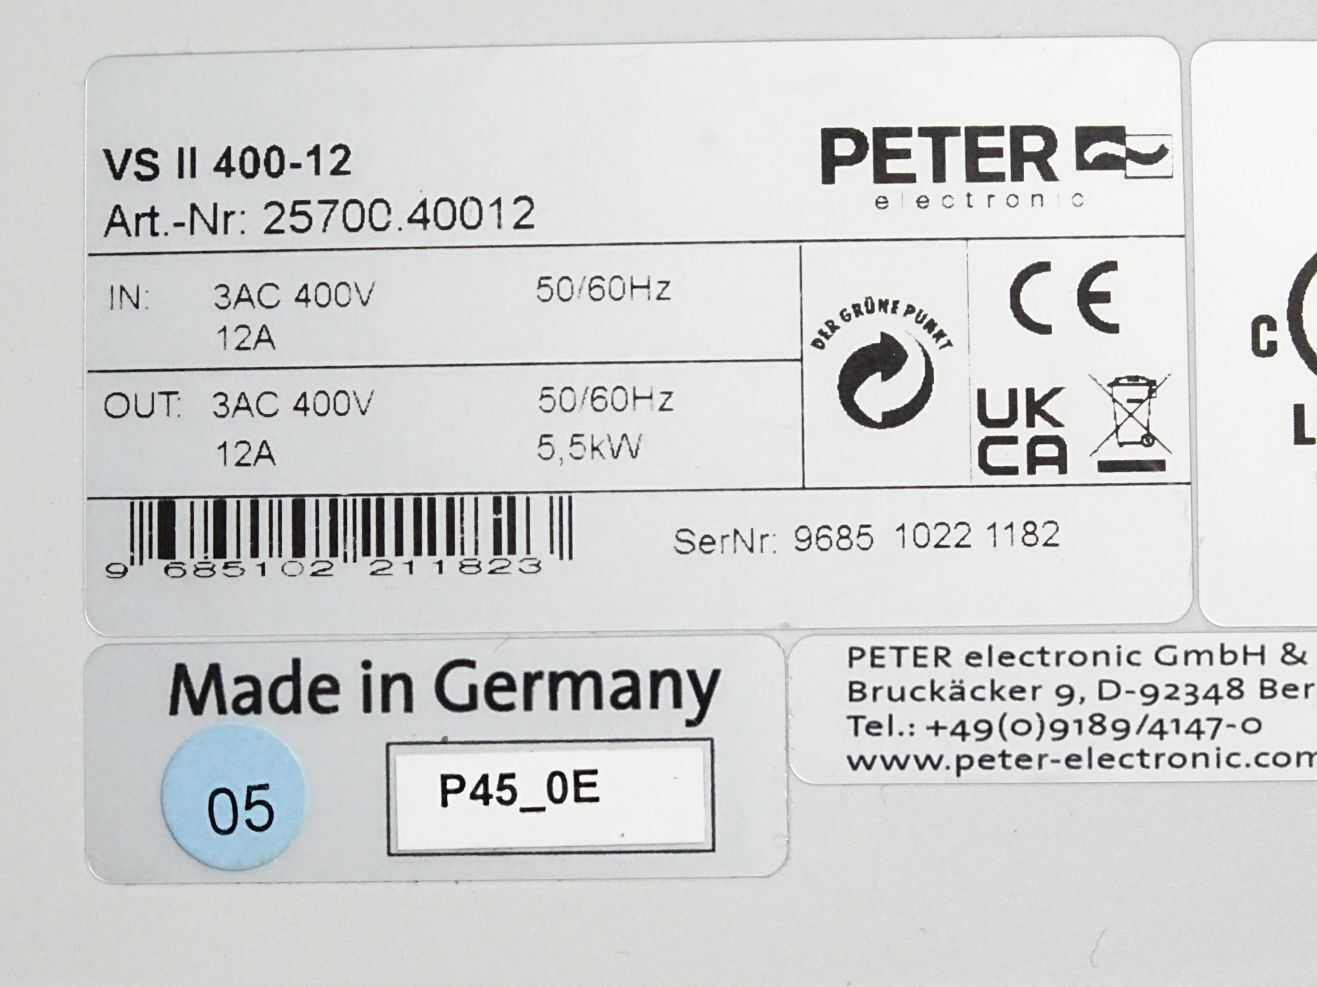 VS II 400-12
Art.-Nr: 25700.40012
PETER
electronic
IN: 3AC 400V 50/60Hz
12A
OUT: 3AC 400V 50/60Hz
12A 5,5kW
DER GRÜNE PUNKT
CE
UK
CA
9 685102 211823
SerNr: 9685 1022 1182
C
L
Made in Germany
05
P45_0E
PETER electronic GmbH &
Bruckäcker 9, D-92348 Ber
Tel.: +49(0)9189/4147-0
www.peter-electronic.com